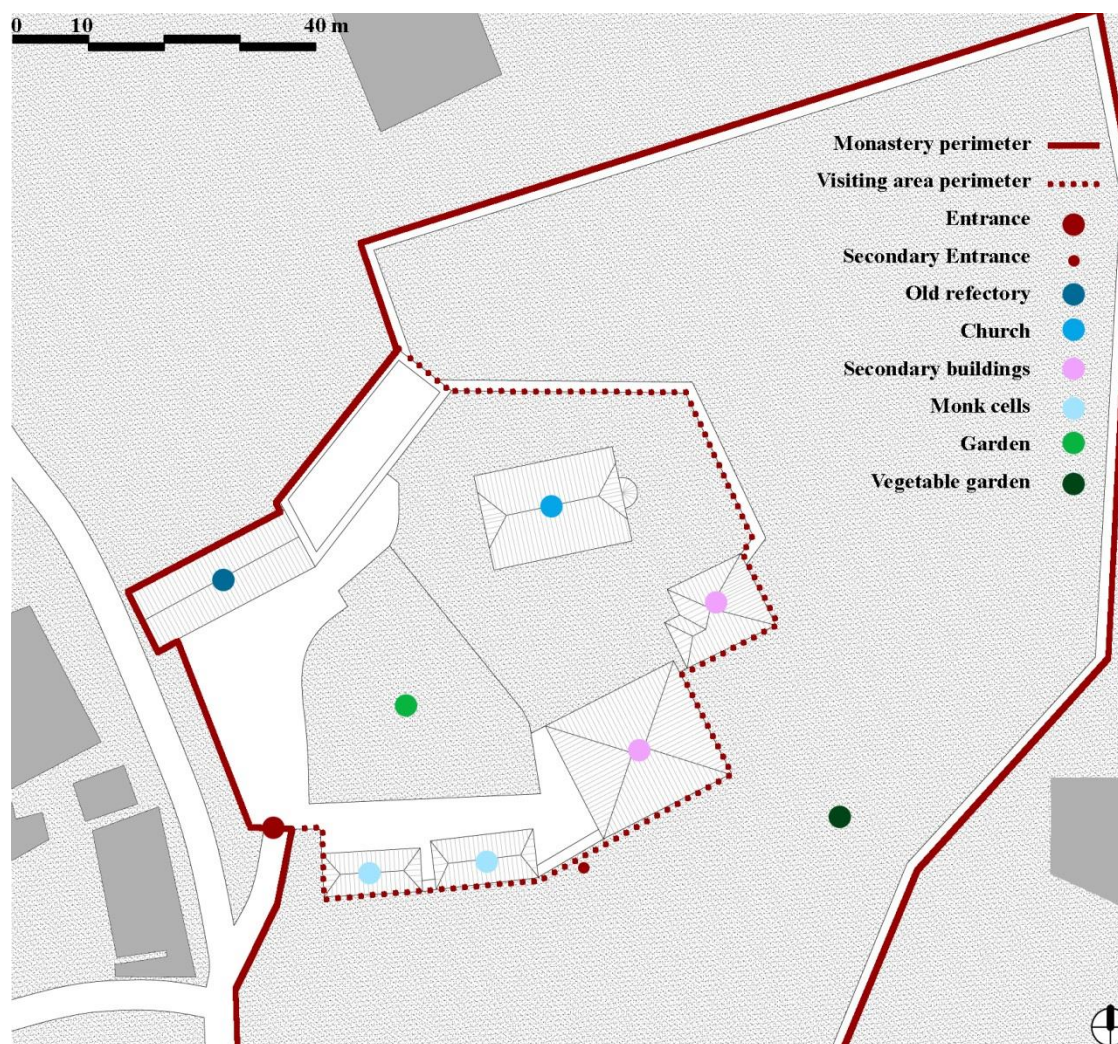 0 10 40 m
Monastery perimeter
Visiting area perimeter
Entrance
Secondary Entrance
Old refectory
Church
Secondary buildings
Monk cells
Garden
Vegetable garden